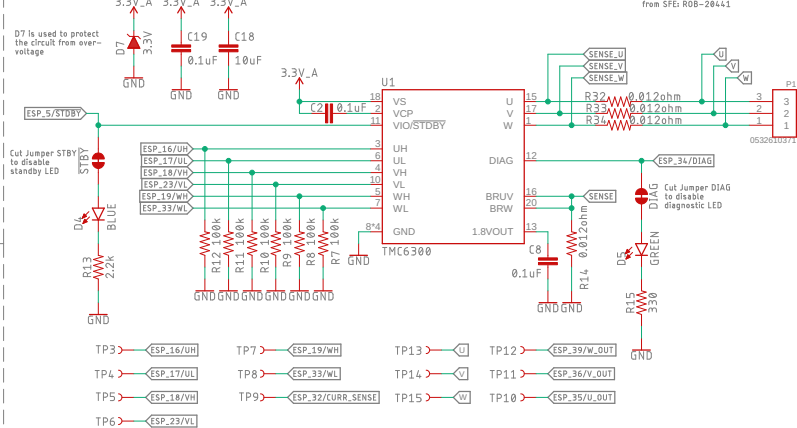 from SFE: ROB-20441
3.3V_A 3.3V_A 3.3V_A
D7 is used to protect
the circuit from over-
voltage
D7
3.3V
C19
0.1uF
C18
10uF
GND GND GND
3.3V_A
U1
C2 0.1uF
18 VS
2 VCP
11 VIO/STDBY
3 UH
6 UL
4 VH
10 VL
5 WH
7 WL
8*4 GND
TMC6300
U 15
V 17
W 1
DIAG 12
BRUV 16
BRW 20
1.8VOUT 13
SENSE_U
SENSE_V
SENSE_W
U
V
W
R32 0.012ohm
R33 0.012ohm
R34 0.012ohm
P1
3 3
2 2
1 1
0532610371
ESP_5/STDBY
Cut Jumper STBY
to disable
standby LED
STBY
D4
BLUE
R13
2.2k
GND
ESP_16/UH
ESP_17/UL
ESP_18/VH
ESP_23/VL
ESP_19/WH
ESP_33/WL
R12 100k
R11 100k
R10 100k
R9 100k
R8 100k
R7 100k
GND GND GND GND GND GND
GND
ESP_34/DIAG
SENSE
C8
0.1uF
R14 0.012ohm
GND GND
DIAG
Cut Jumper DIAG
to disable
diagnostic LED
D5
GREEN
R15
330
GND
TP3 ESP_16/UH
TP4 ESP_17/UL
TP5 ESP_18/VH
TP6 ESP_23/VL
TP7 ESP_19/WH
TP8 ESP_33/WL
TP9 ESP_32/CURR_SENSE
TP13 U
TP14 V
TP15 W
TP12 ESP_39/W_OUT
TP11 ESP_36/V_OUT
TP10 ESP_35/U_OUT